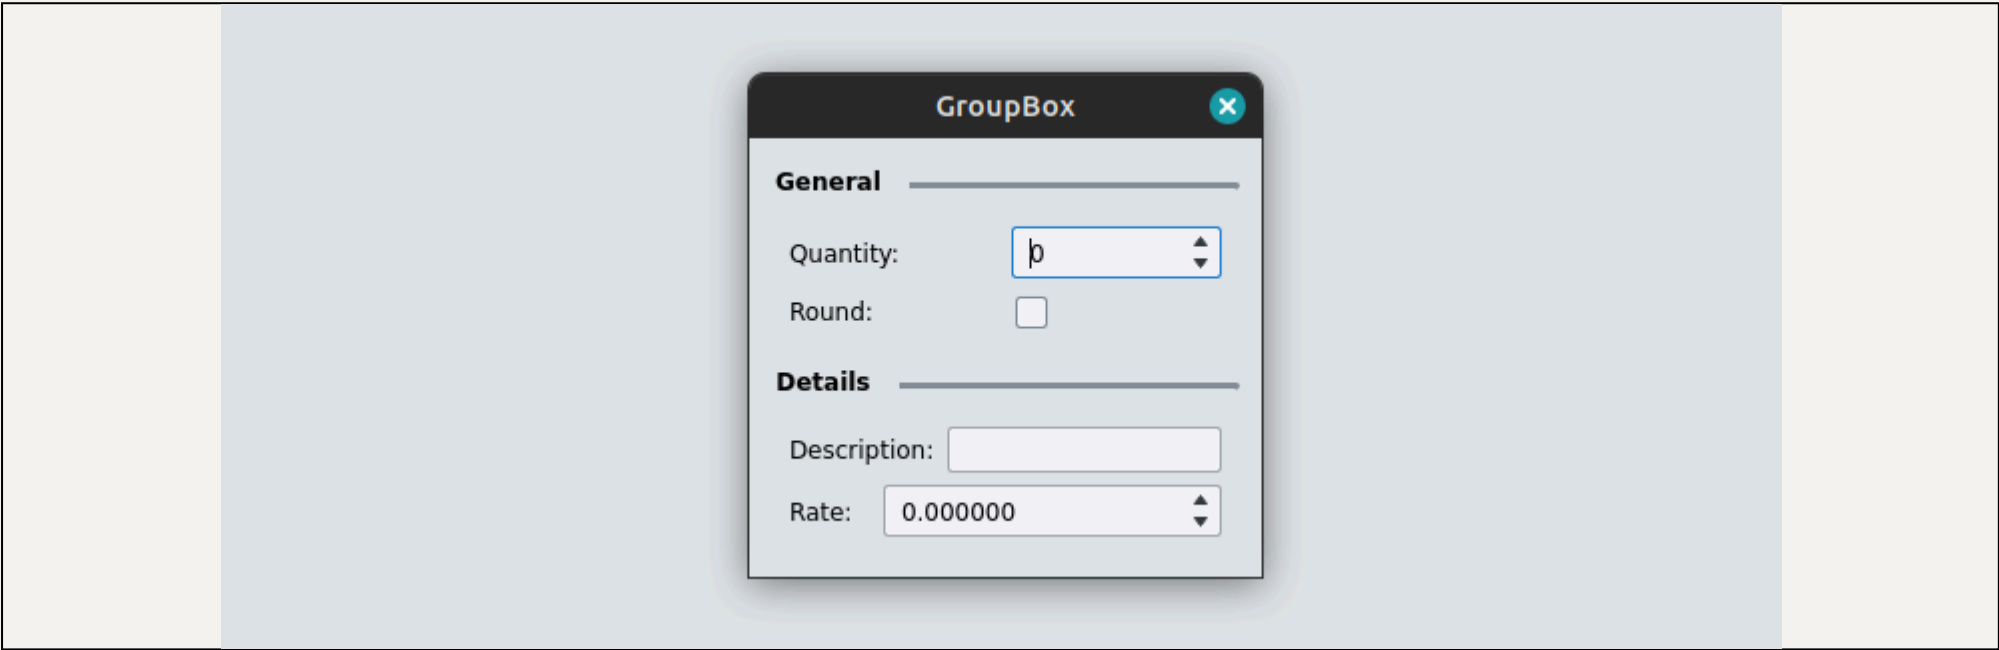 GroupBox
General
Quantity: 0
Round:
Details
Description:
Rate: 0.000000